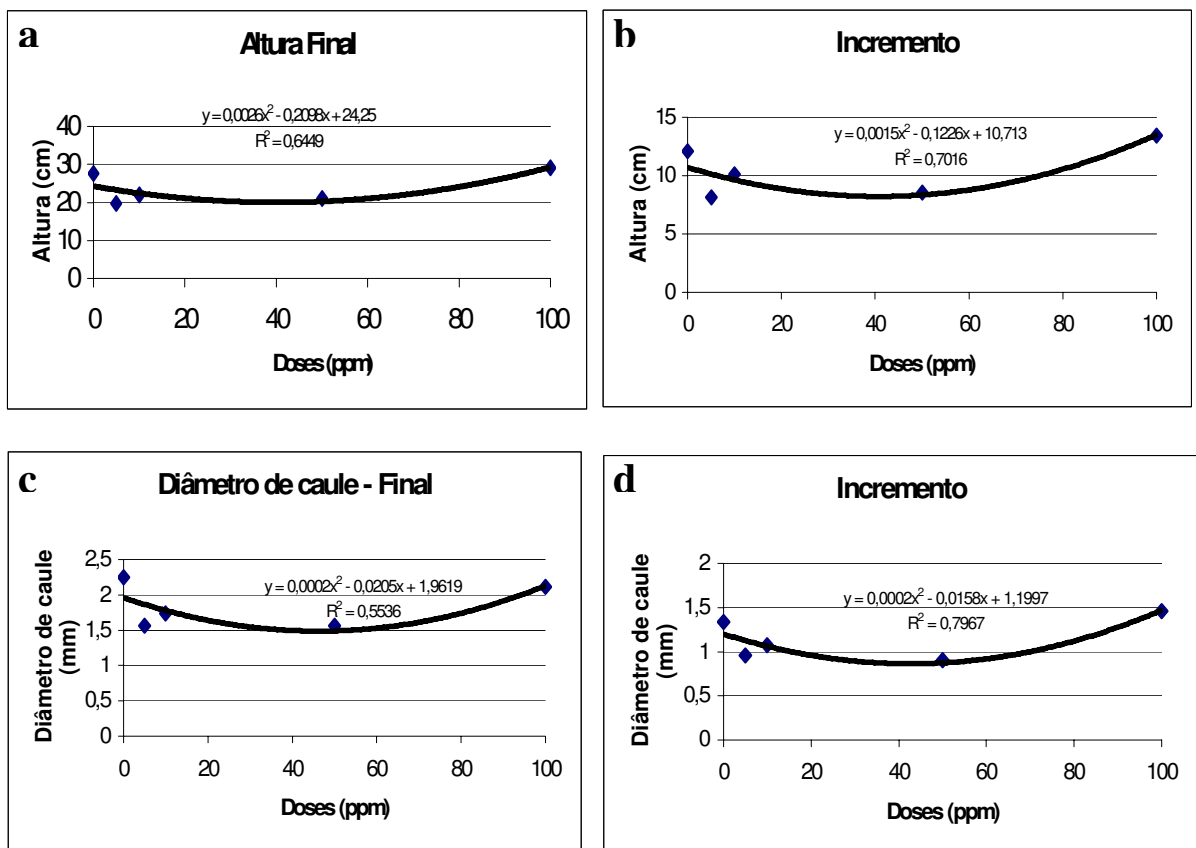 a
Altura Final
y = 0,0026x² - 0,2098x + 24,25
R² = 0,6449
Altura (cm)
40
30
20
10
0
0 20 40 60 80 100
Doses (ppm)
b
Incremento
y = 0,0015x² - 0,1226x + 10,713
R² = 0,7016
Altura (cm)
15
10
5
0
0 20 40 60 80 100
Doses (ppm)
c
Diâmetro de caule - Final
y = 0,0002x² - 0,0205x + 1,9619
R² = 0,5536
Diâmetro de caule
(mm)
2,5
2
1,5
1
0,5
0
0 20 40 60 80 100
Doses (ppm)
d
Incremento
y = 0,0002x² - 0,0158x + 1,1997
R² = 0,7967
Diâmetro de caule
(mm)
2
1,5
1
0,5
0
0 20 40 60 80 100
Doses (ppm)